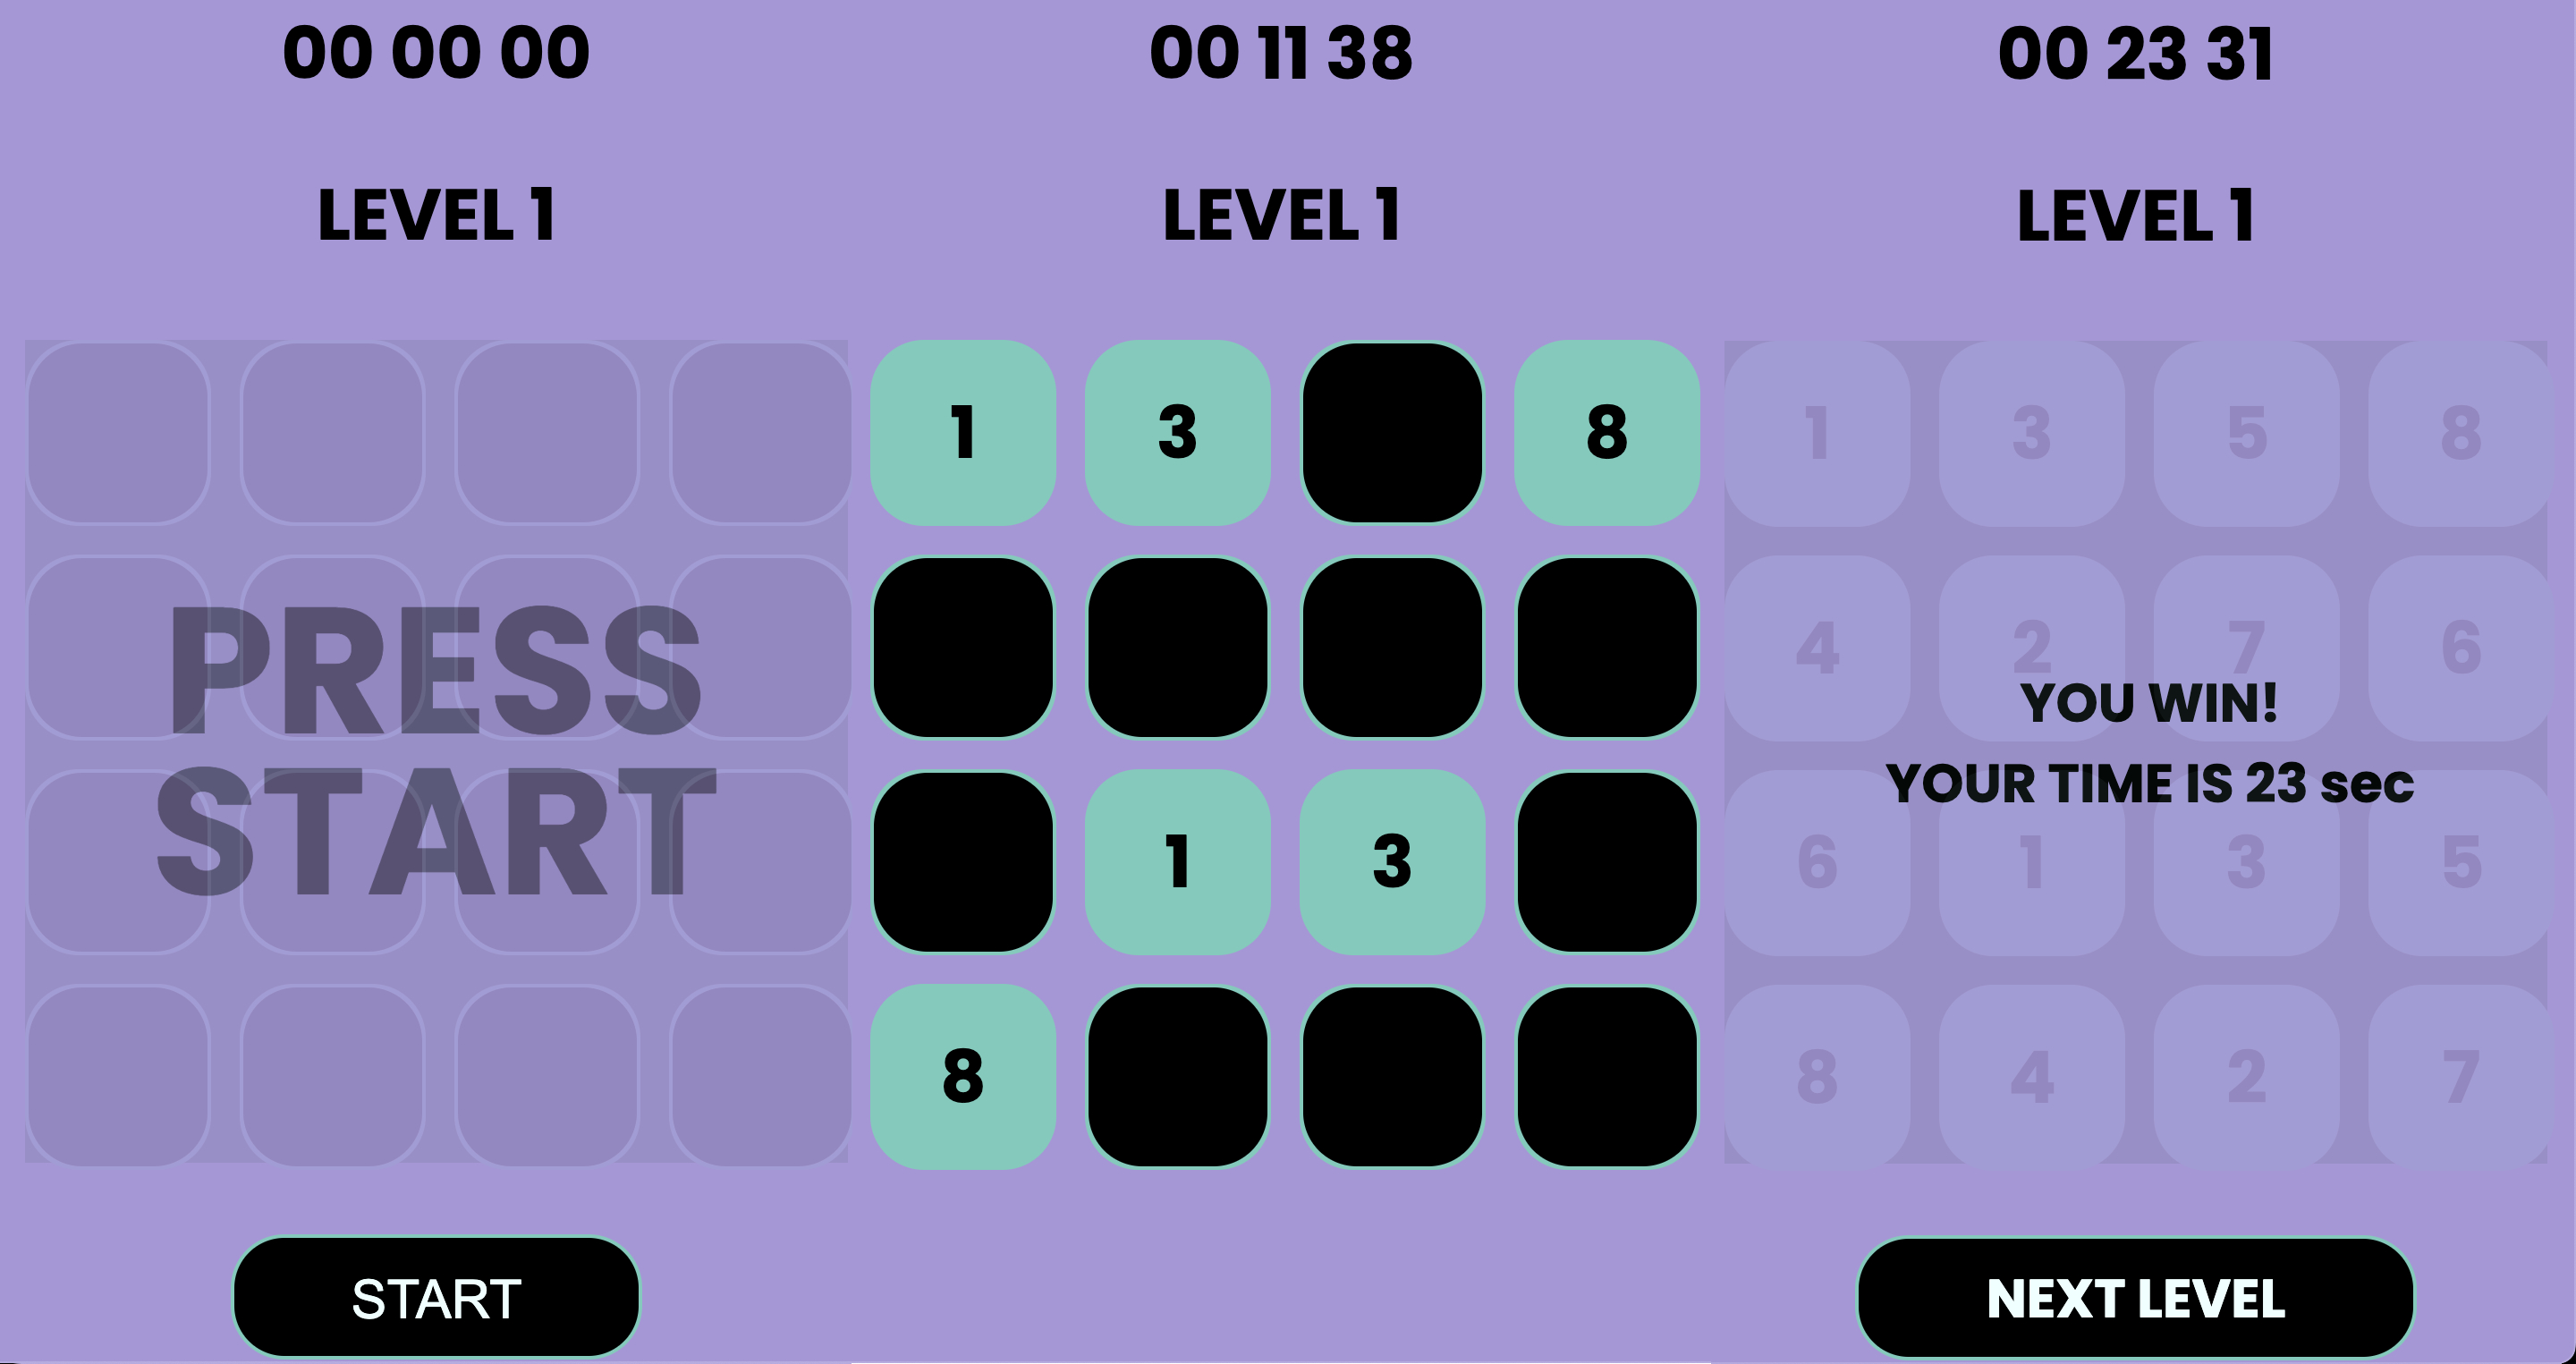 00 00 00
LEVEL 1
PRESS
START
START
00 11 38
LEVEL 1
1 3 8
1 3
8
00 23 31
LEVEL 1
1 3 5 8
4 2 7 6
YOU WIN!
YOUR TIME IS 23 sec
6 1 3 5
8 4 2 7
NEXT LEVEL